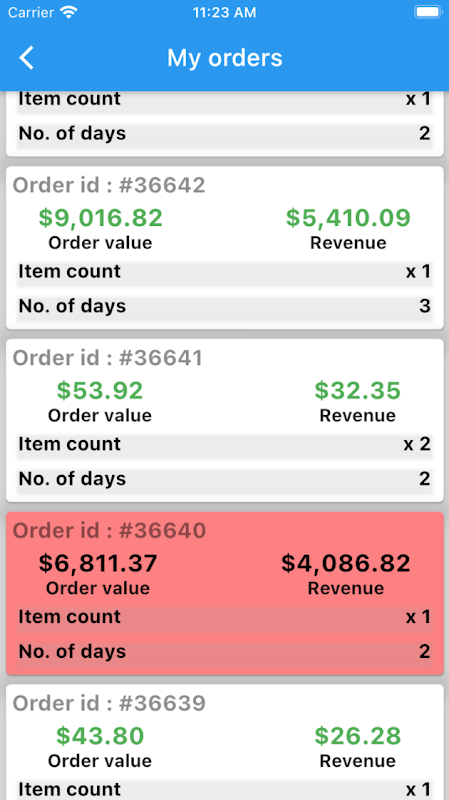 Carrier 11:23 AM
My orders
Item count x 1
No. of days 2
Order id : #36642
$9,016.82 $5,410.09
Order value Revenue
Item count x 1
No. of days 3
Order id : #36641
$53.92 $32.35
Order value Revenue
Item count x 2
No. of days 2
Order id : #36640
$6,811.37 $4,086.82
Order value Revenue
Item count x 1
No. of days 2
Order id : #36639
$43.80 $26.28
Order value Revenue
Item count x 1